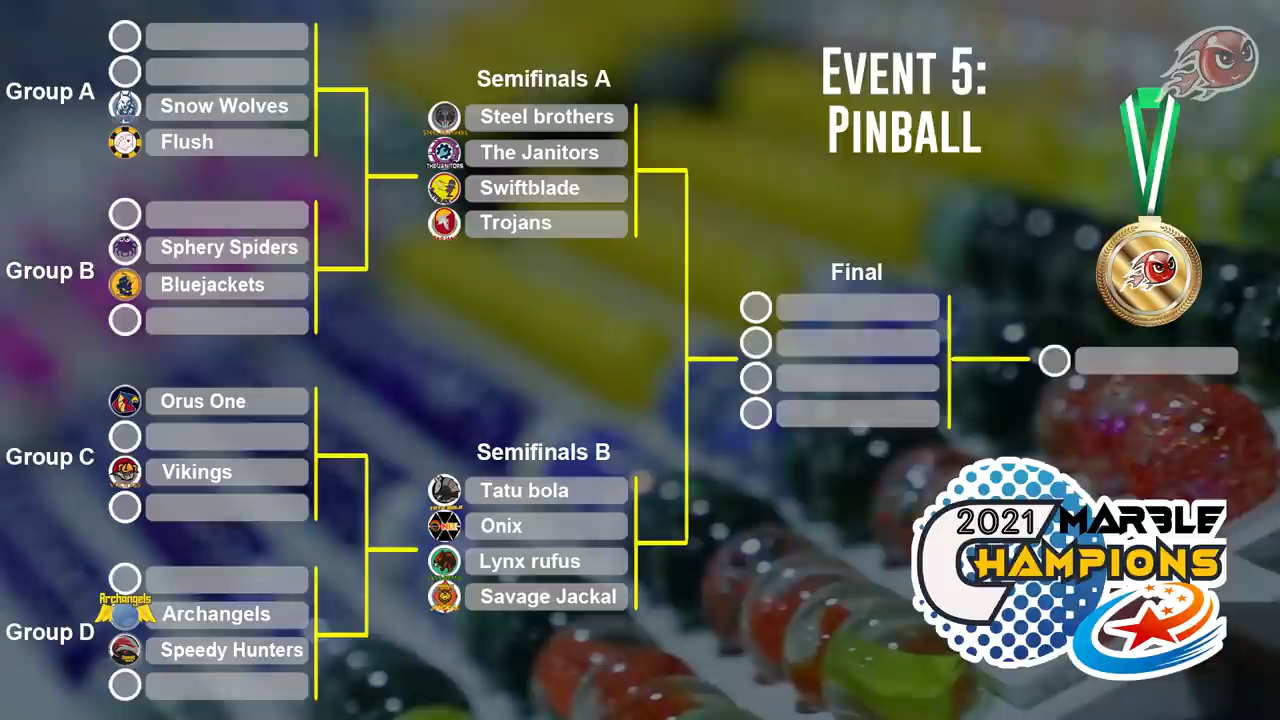 EVENT 5:
PINBALL
Group A
Snow Wolves
Flush
Group B
Sphery Spiders
Bluejackets
Group C
Orus One
Vikings
Group D
Archangels
Archangels
Speedy Hunters
Semifinals A
Steel brothers
The Janitors
THE JANITORS
Swiftblade
Trojans
Semifinals B
Tatu bola
Onix
Lynx rufus
Savage Jackal
Final
2021 MARBLE
CHAMPIONS